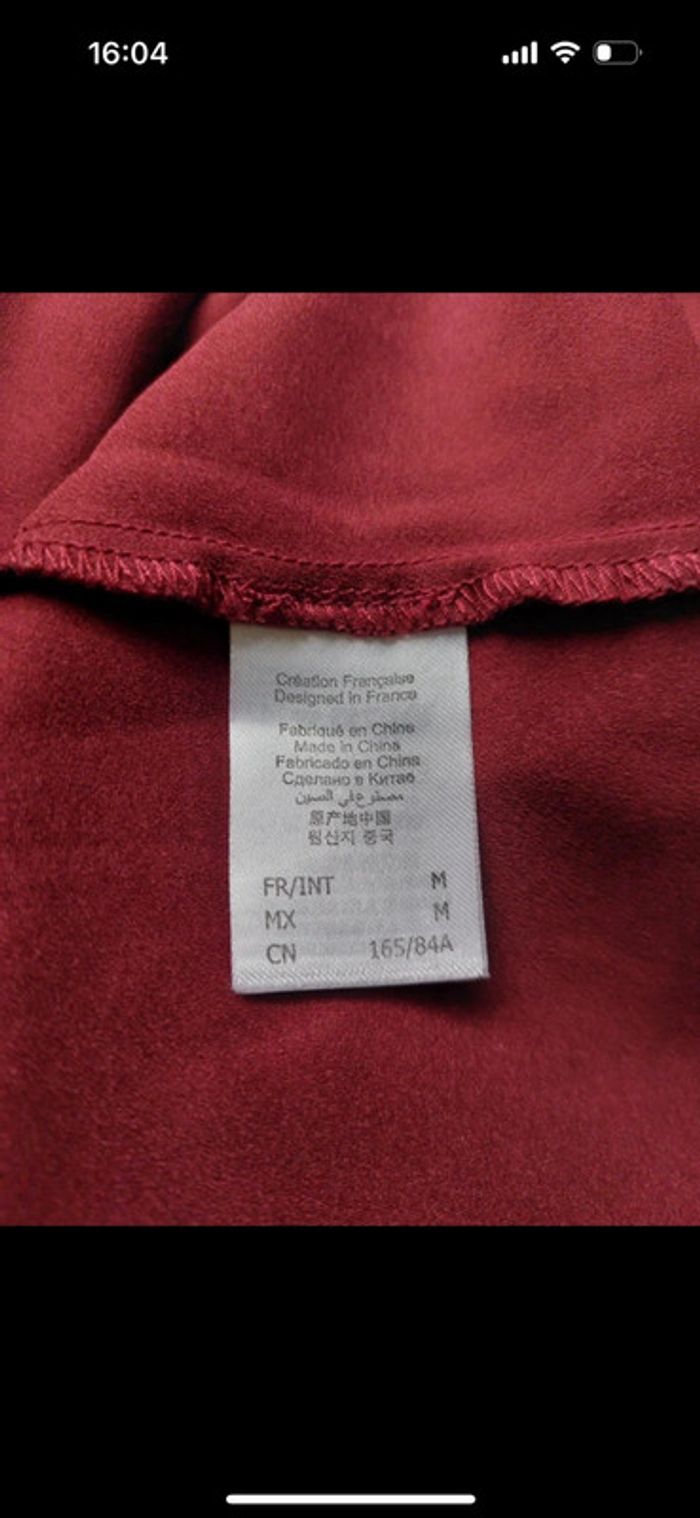 16:04
Création Française
Designed in France
Fabriqué en Chine
Made in China
Fabricado en China
Сделано в Китае
مصنوع في الصين
原产地中国
원산지 중국
FR/INT M
MX M
CN 165/84A